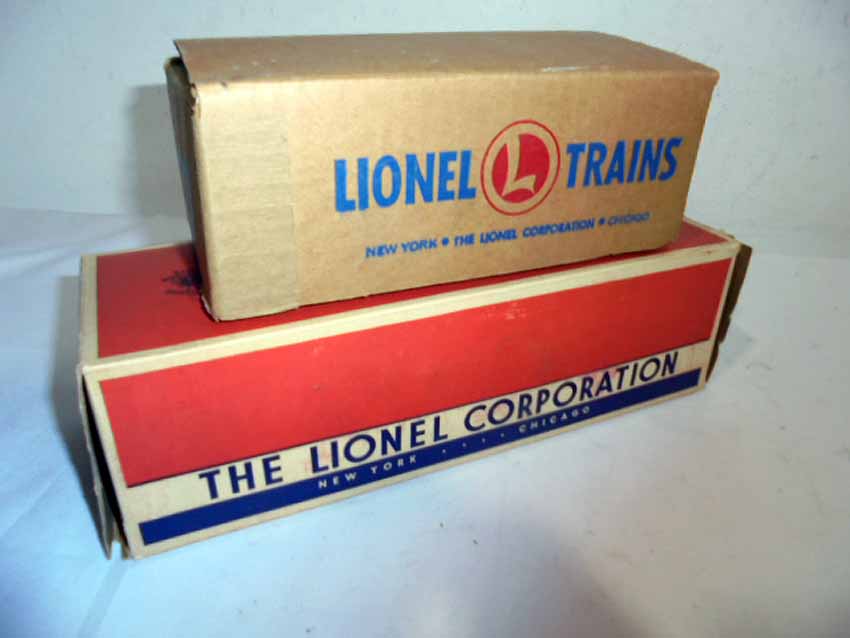 LIONEL L TRAINS
NEW YORK • THE LIONEL CORPORATION • CHICAGO
THE LIONEL CORPORATION
NEW YORK . . . . CHICAGO